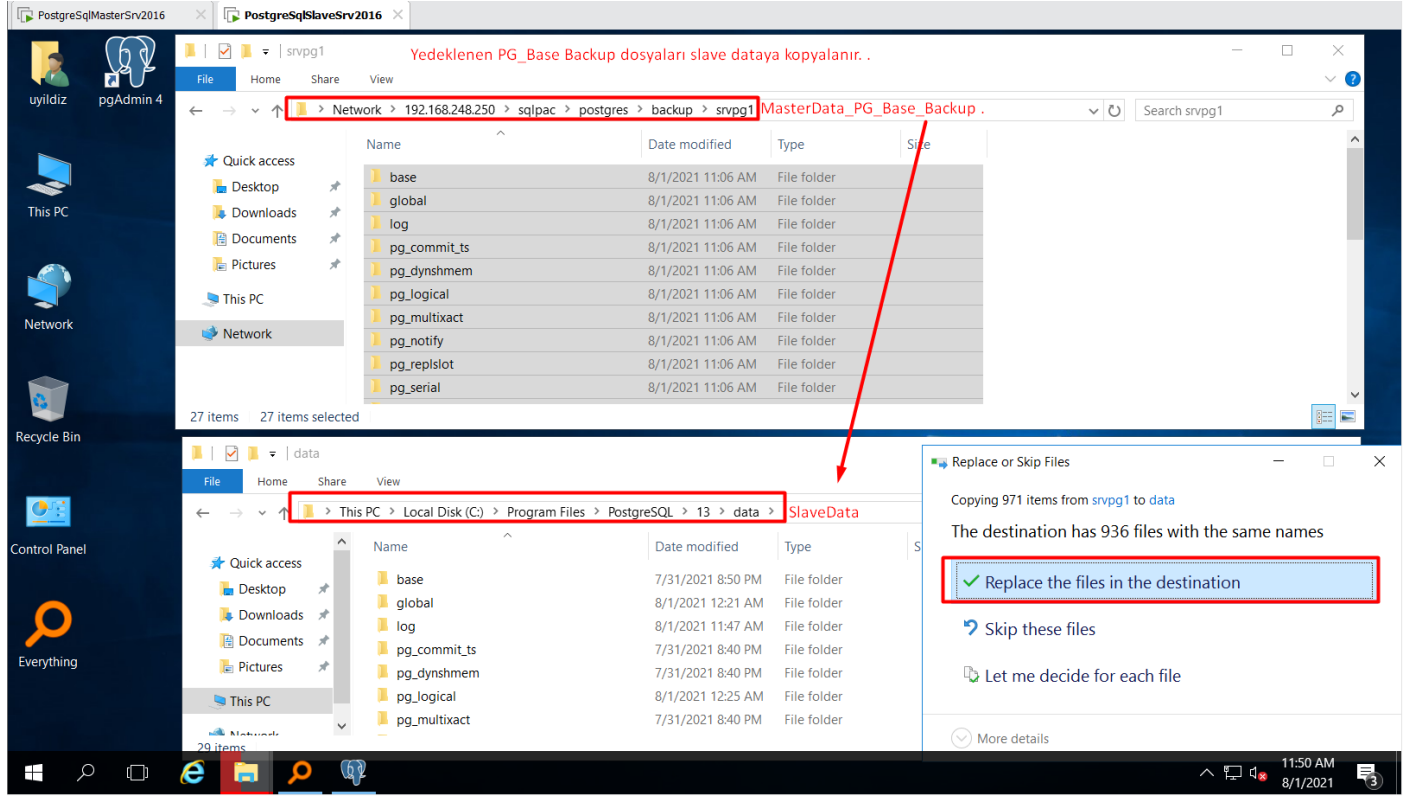 PostgreSqlMasterSrv2016
PostgreSqlSlaveSrv2016
uyildiz
pgAdmin 4
This PC
Network
Recycle Bin
Control Panel
Everything
srvpg1
Yedeklenen PG_Base Backup dosyaları slave dataya kopyalanır. .
File Home Share View
Network > 192.168.248.250 > sqlpac > postgres > backup > srvpg1
MasterData_PG_Base_Backup .
Search srvpg1
Quick access
Desktop
Downloads
Documents
Pictures
This PC
Network
Name Date modified Type Size
base 8/1/2021 11:06 AM File folder
global 8/1/2021 11:06 AM File folder
log 8/1/2021 11:06 AM File folder
pg_commit_ts 8/1/2021 11:06 AM File folder
pg_dynshmem 8/1/2021 11:06 AM File folder
pg_logical 8/1/2021 11:06 AM File folder
pg_multixact 8/1/2021 11:06 AM File folder
pg_notify 8/1/2021 11:06 AM File folder
pg_replslot 8/1/2021 11:06 AM File folder
pg_serial 8/1/2021 11:06 AM File folder
27 items 27 items selected
data
File Home Share View
This PC > Local Disk (C:) > Program Files > PostgreSQL > 13 > data >
SlaveData
Quick access
Desktop
Downloads
Documents
Pictures
This PC
Network
Name Date modified Type S
base 7/31/2021 8:50 PM File folder
global 8/1/2021 12:21 AM File folder
log 8/1/2021 11:47 AM File folder
pg_commit_ts 7/31/2021 8:40 PM File folder
pg_dynshmem 7/31/2021 8:40 PM File folder
pg_logical 8/1/2021 12:25 AM File folder
pg_multixact 7/31/2021 8:40 PM File folder
29 items
Replace or Skip Files
Copying 971 items from srvpg1 to data
The destination has 936 files with the same names
Replace the files in the destination
Skip these files
Let me decide for each file
More details
11:50 AM
8/1/2021
3